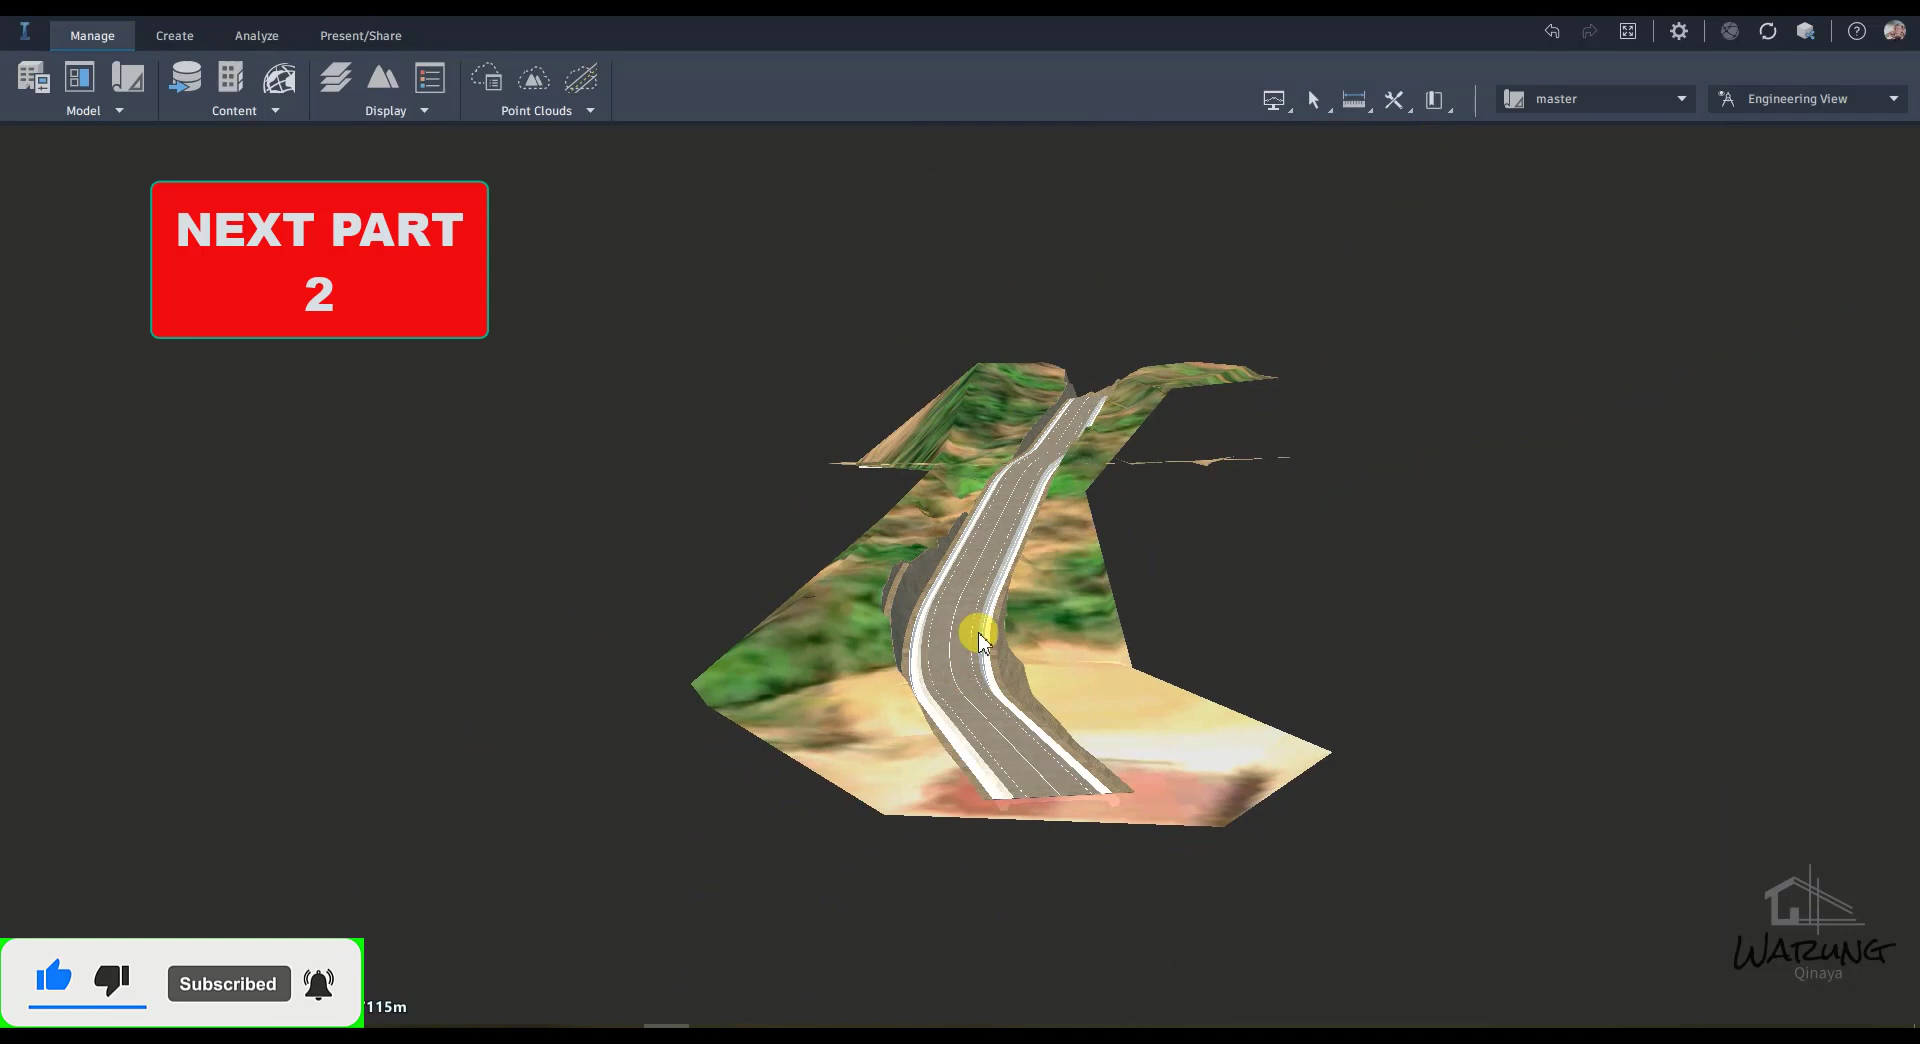 Manage
Create
Analyze
Present/Share
Model
Content
Display
Point Clouds
master
Engineering View
NEXT PART
2
Subscribed
115m
WARUNG
Qinaya